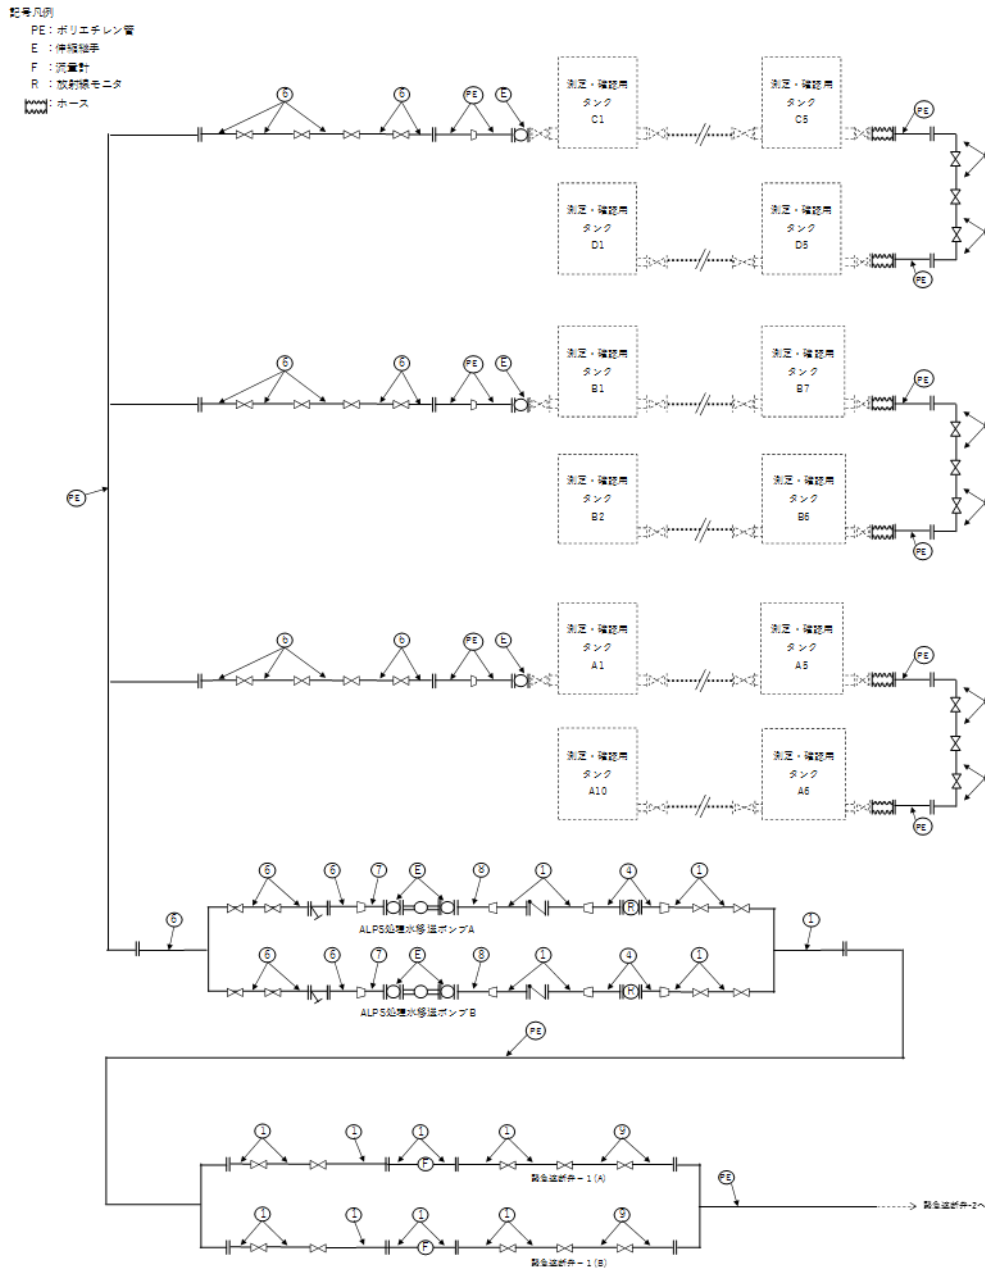 記号凡例
PE：ポリエチレン管
E ：伸縮継手
F ：流量計
R ：放射線モニタ
：ホース
6 6 PE E
測定・確認用
タンク
C1
測定・確認用
タンク
C5
PE
測定・確認用
タンク
D1
測定・確認用
タンク
D5
PE
6 6 PE E
測定・確認用
タンク
B1
測定・確認用
タンク
B7
PE
PE
測定・確認用
タンク
B2
測定・確認用
タンク
B6
PE
6 6 PE E
測定・確認用
タンク
A1
測定・確認用
タンク
A5
PE
測定・確認用
タンク
A10
測定・確認用
タンク
A6
PE
6 6 7 E 8 1 4 1
R
ALPS処理水移送ポンプA
6 1
6 6 7 E 8 1 4 1
R
ALPS処理水移送ポンプB
PE
1 1 1 1 9
F
緊急遮断弁－1(A)
PE
緊急遮断弁-2へ
1 1 1 1 9
F
緊急遮断弁－1(B)